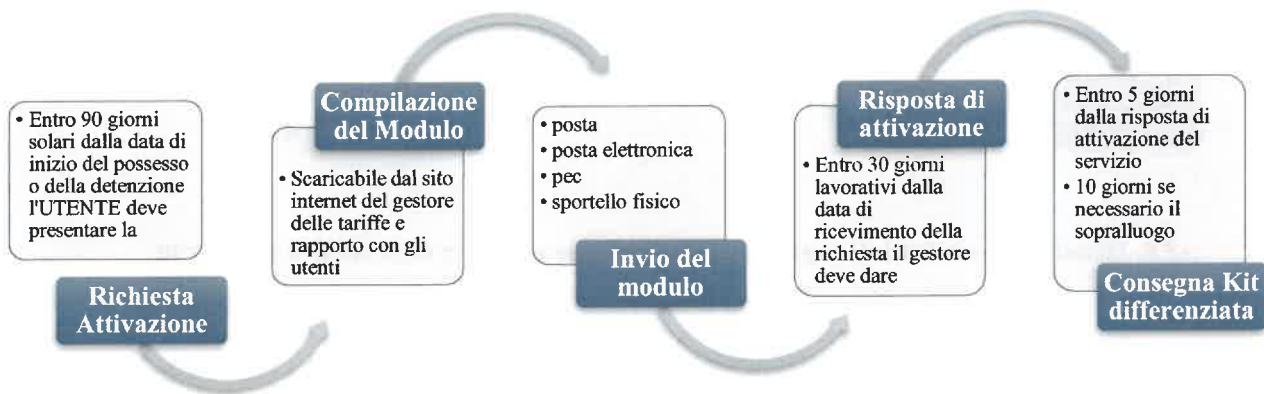 • Entro 90 giorni
solari dalla data di
inizio del possesso
o della detenzione
l'UTENTE deve
presentare la
Richiesta
Attivazione
Compilazione
del Modulo
• Scaricabile dal sito
internet del gestore
delle tariffe e
rapporto con gli
utenti
• posta
• posta elettronica
• pec
• sportello fisico
Invio del
modulo
Risposta di
attivazione
• Entro 30 giorni
lavorativi dalla
data di
ricevimento della
richiesta il gestore
deve dare
• Entro 5 giorni
dalla risposta di
attivazione del
servizio
• 10 giorni se
necessario il
sopralluogo
Consegna Kit
differenziata